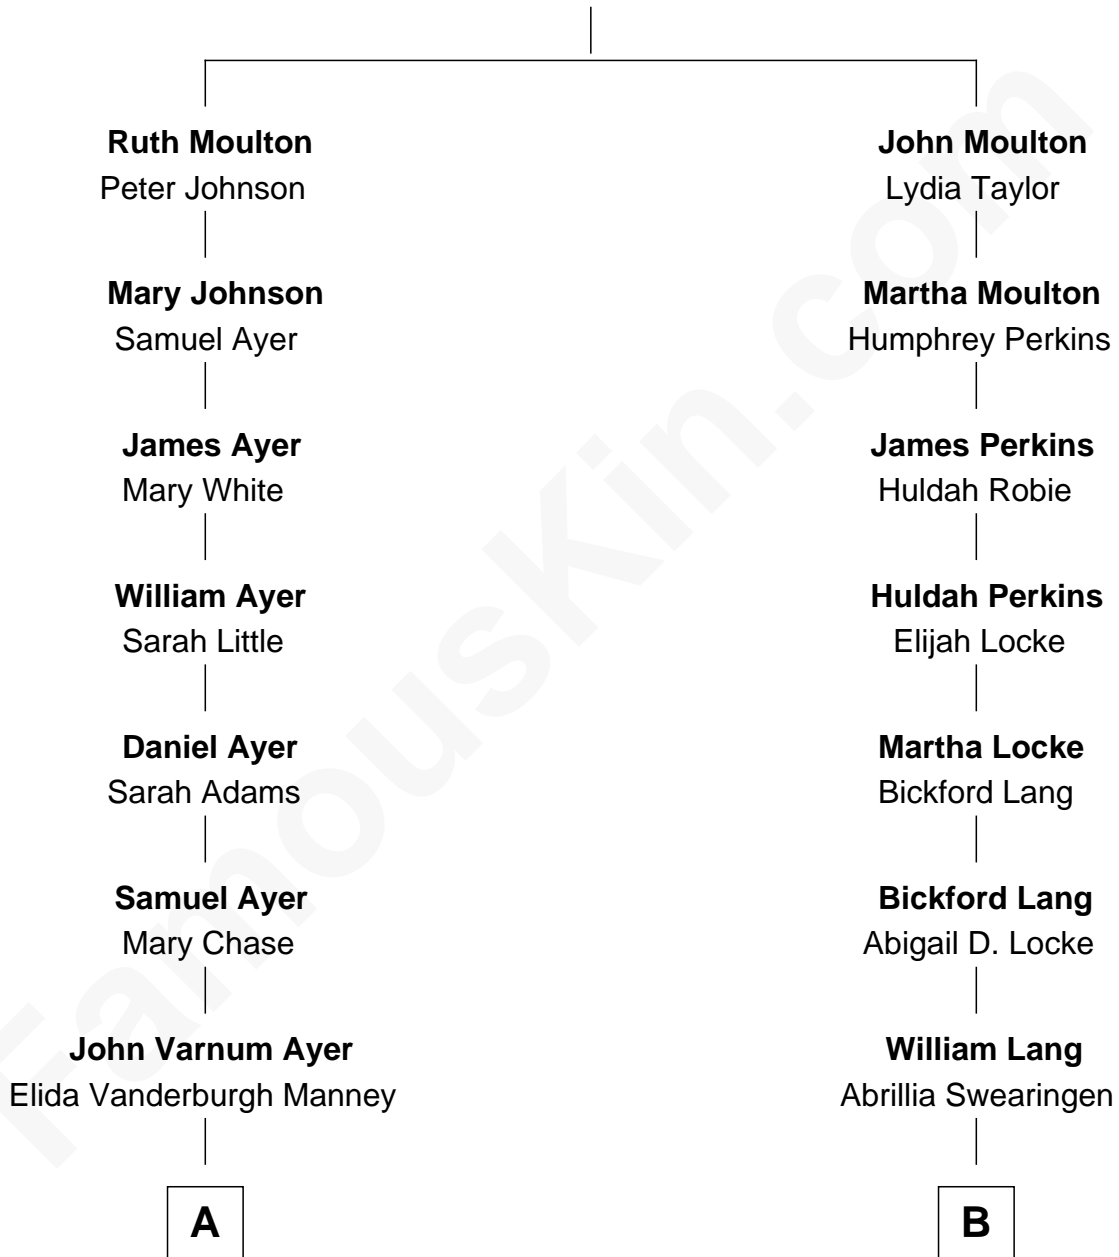 Ruth Moulton
Peter Johnson
Mary Johnson
Samuel Ayer
James Ayer
Mary White
William Ayer
Sarah Little
Daniel Ayer
Sarah Adams
Samuel Ayer
Mary Chase
John Varnum Ayer
Elida Vanderburgh Manney
A
John Moulton
Lydia Taylor
Martha Moulton
Humphrey Perkins
James Perkins
Huldah Robie
Huldah Perkins
Elijah Locke
Martha Locke
Bickford Lang
Bickford Lang
Abigail D. Locke
William Lang
Abrillia Swearingen
B
FamousKin.com